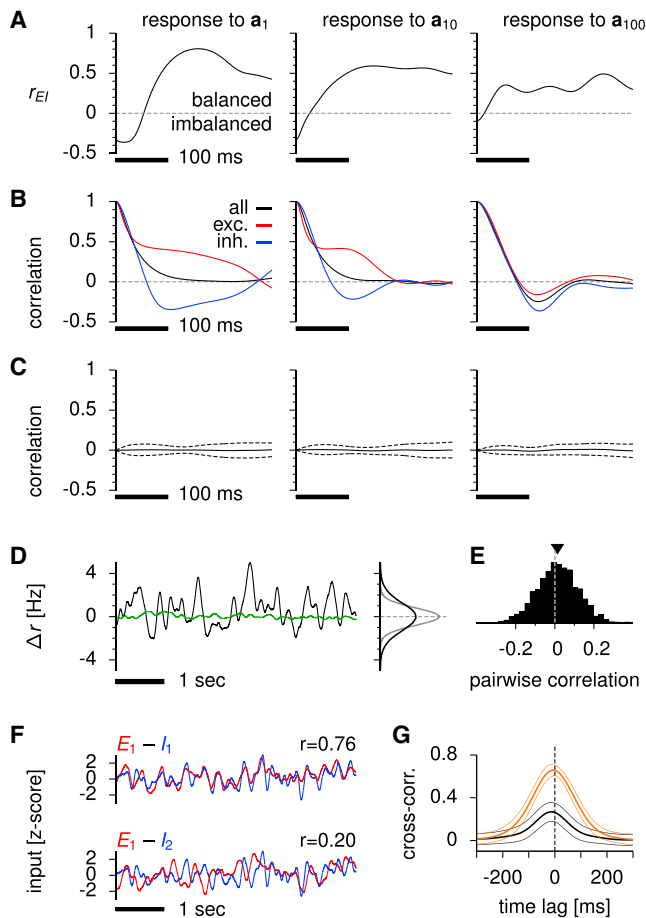 A
response to a1
response to a10
response to a100
rEI
1
0.5
0
-0.5
balanced
imbalanced
100 ms
B
correlation
1
0.5
0
-0.5
all
exc.
inh.
100 ms
C
correlation
1
0.5
0
-0.5
100 ms
D
Δr [Hz]
4
0
-4
1 sec
E
-0.2 0 0.2
pairwise correlation
F
input [z-score]
E1 – I1
r=0.76
2
0
-2
E1 – I2
r=0.20
2
0
-2
1 sec
G
cross-corr.
0.8
0.4
0
-200 0 200
time lag [ms]